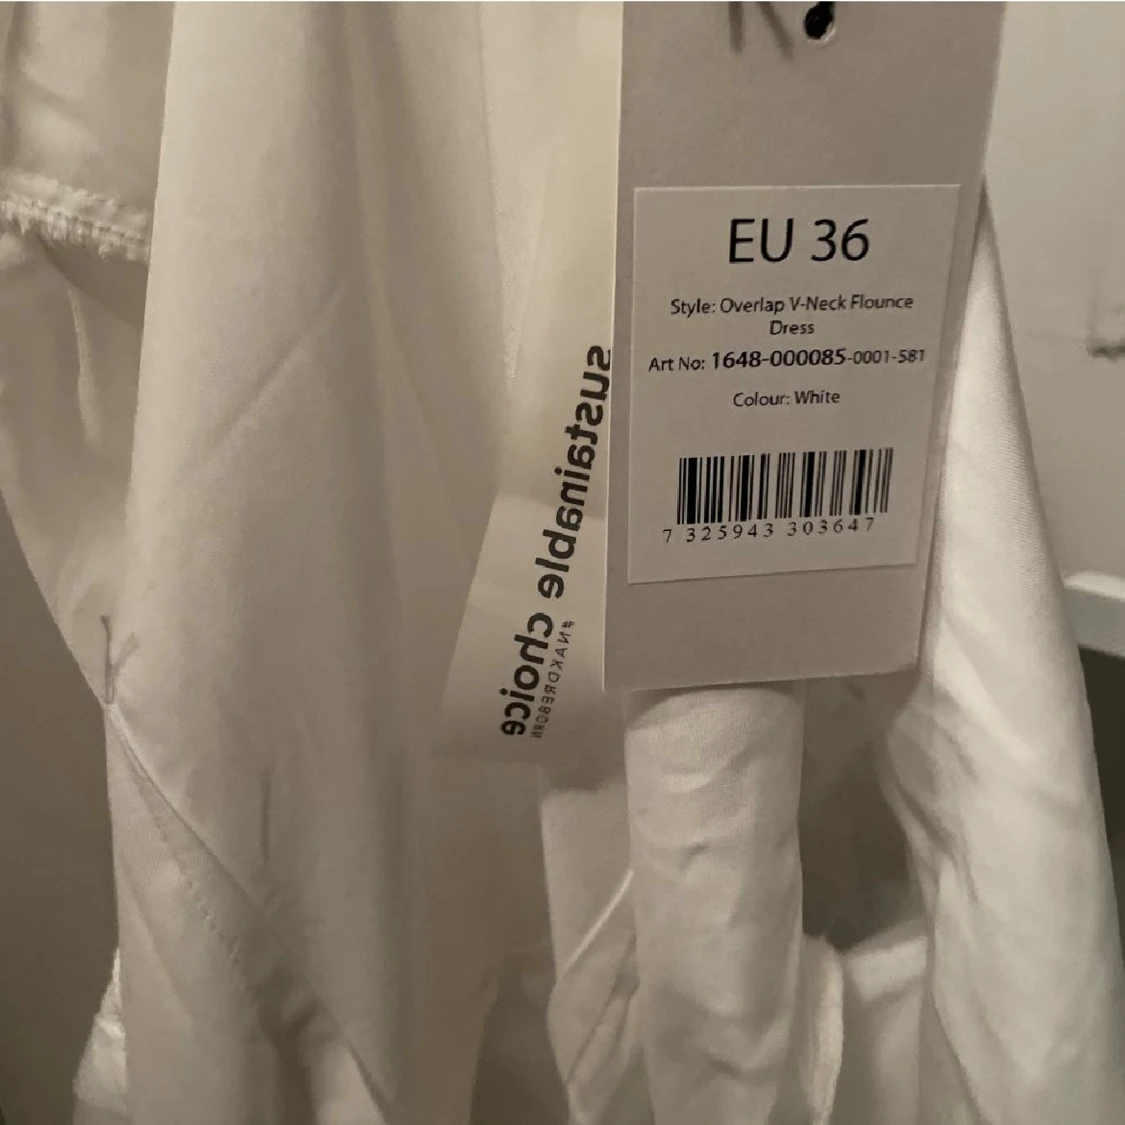 EU 36
Style: Overlap V-Neck Flounce
Dress
Art No: 1648-000085-0001-581
Colour: White
7 325943 303647
sustainable choice
#NAKDREBORN